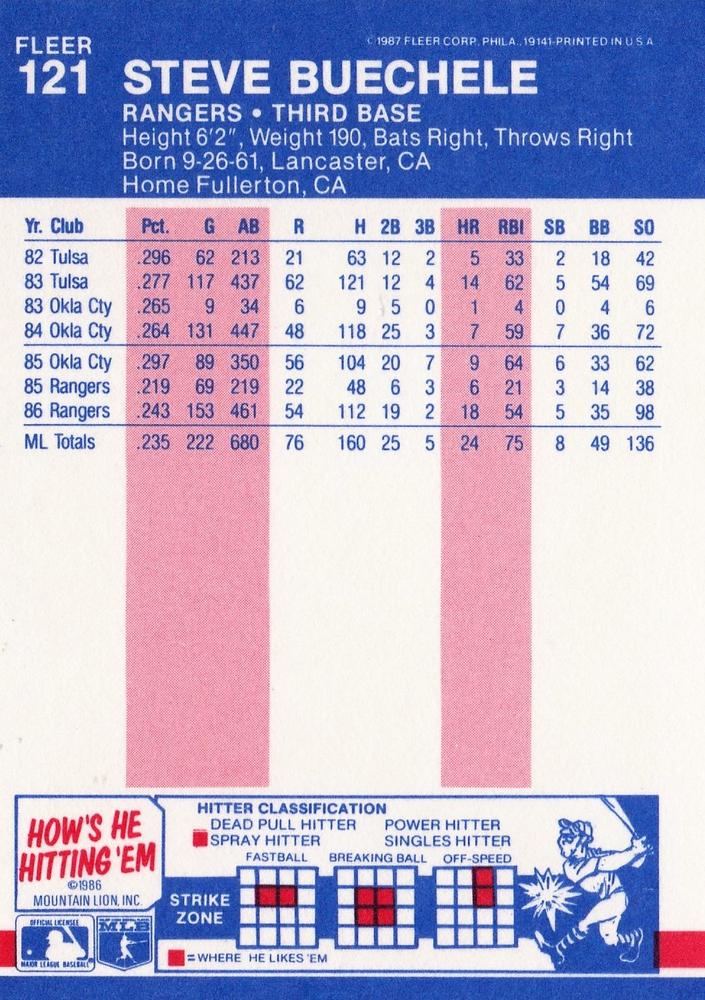 FLEER
121
© 1987 FLEER CORP. PHILA., 19141-PRINTED IN U S A
STEVE BUECHELE
RANGERS • THIRD BASE
Height 6'2", Weight 190, Bats Right, Throws Right
Born 9-26-61, Lancaster, CA
Home Fullerton, CA
Yr. Club Pct. G AB R H 2B 3B HR RBI SB BB SO
82 Tulsa .296 62 213 21 63 12 2 5 33 2 18 42
83 Tulsa .277 117 437 62 121 12 4 14 62 5 54 69
83 Okla Cty .265 9 34 6 9 5 0 1 4 0 4 6
84 Okla Cty .264 131 447 48 118 25 3 7 59 7 36 72
85 Okla Cty .297 89 350 56 104 20 7 9 64 6 33 62
85 Rangers .219 69 219 22 48 6 3 6 21 3 14 38
86 Rangers .243 153 461 54 112 19 2 18 54 5 35 98
ML Totals .235 222 680 76 160 25 5 24 75 8 49 136
HOW'S HE
HITTING 'EM
©1986
MOUNTAIN LION, INC.
OFFICIAL LICENSEE
MAJOR LEAGUE BASEBALL
MLB
HITTER CLASSIFICATION
DEAD PULL HITTER POWER HITTER
SPRAY HITTER SINGLES HITTER
FASTBALL BREAKING BALL OFF-SPEED
STRIKE
ZONE
= WHERE HE LIKES 'EM